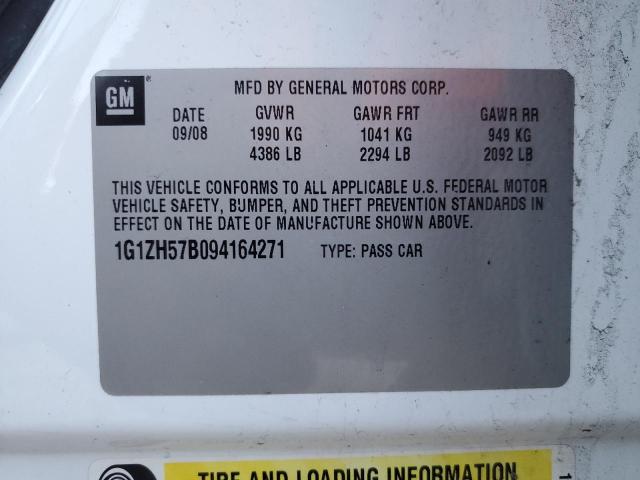 GM
MFD BY GENERAL MOTORS CORP.
DATE GVWR GAWR FRT GAWR RR
09/08 1990 KG 1041 KG 949 KG
4386 LB 2294 LB 2092 LB
THIS VEHICLE CONFORMS TO ALL APPLICABLE U.S. FEDERAL MOTOR
VEHICLE SAFETY, BUMPER, AND THEFT PREVENTION STANDARDS IN
EFFECT ON THE DATE OF MANUFACTURE SHOWN ABOVE.
1G1ZH57B094164271 TYPE: PASS CAR
TIRE AND LOADING INFORMATION